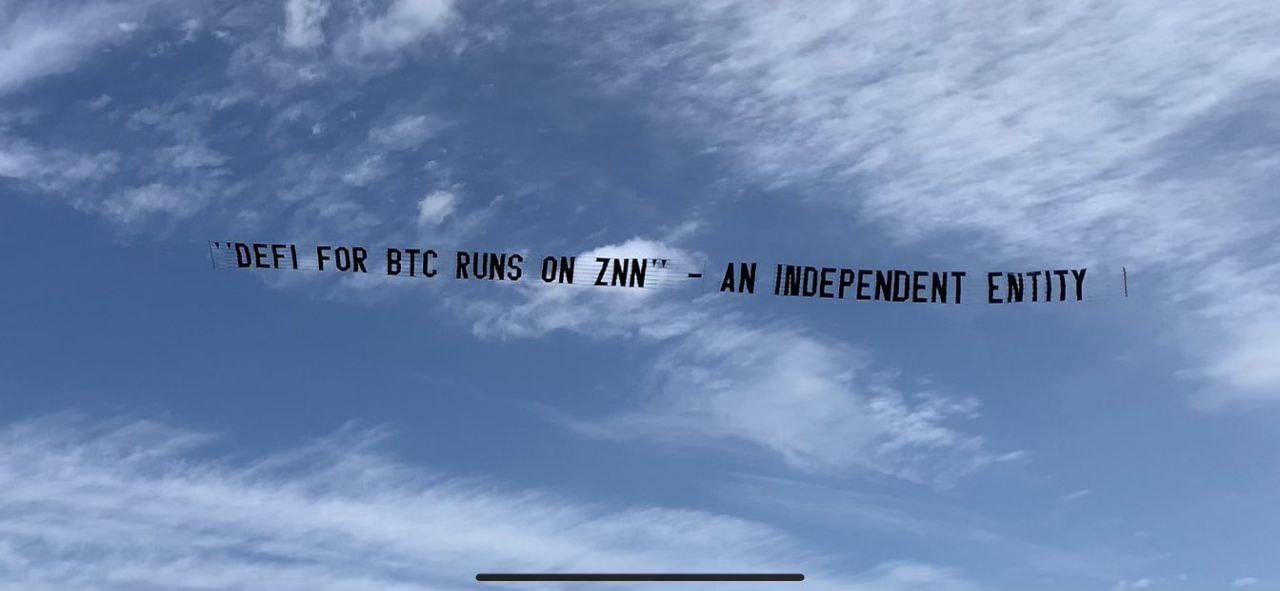 "DEFI FOR BTC RUNS ON ZNN" - AN INDEPENDENT ENTITY